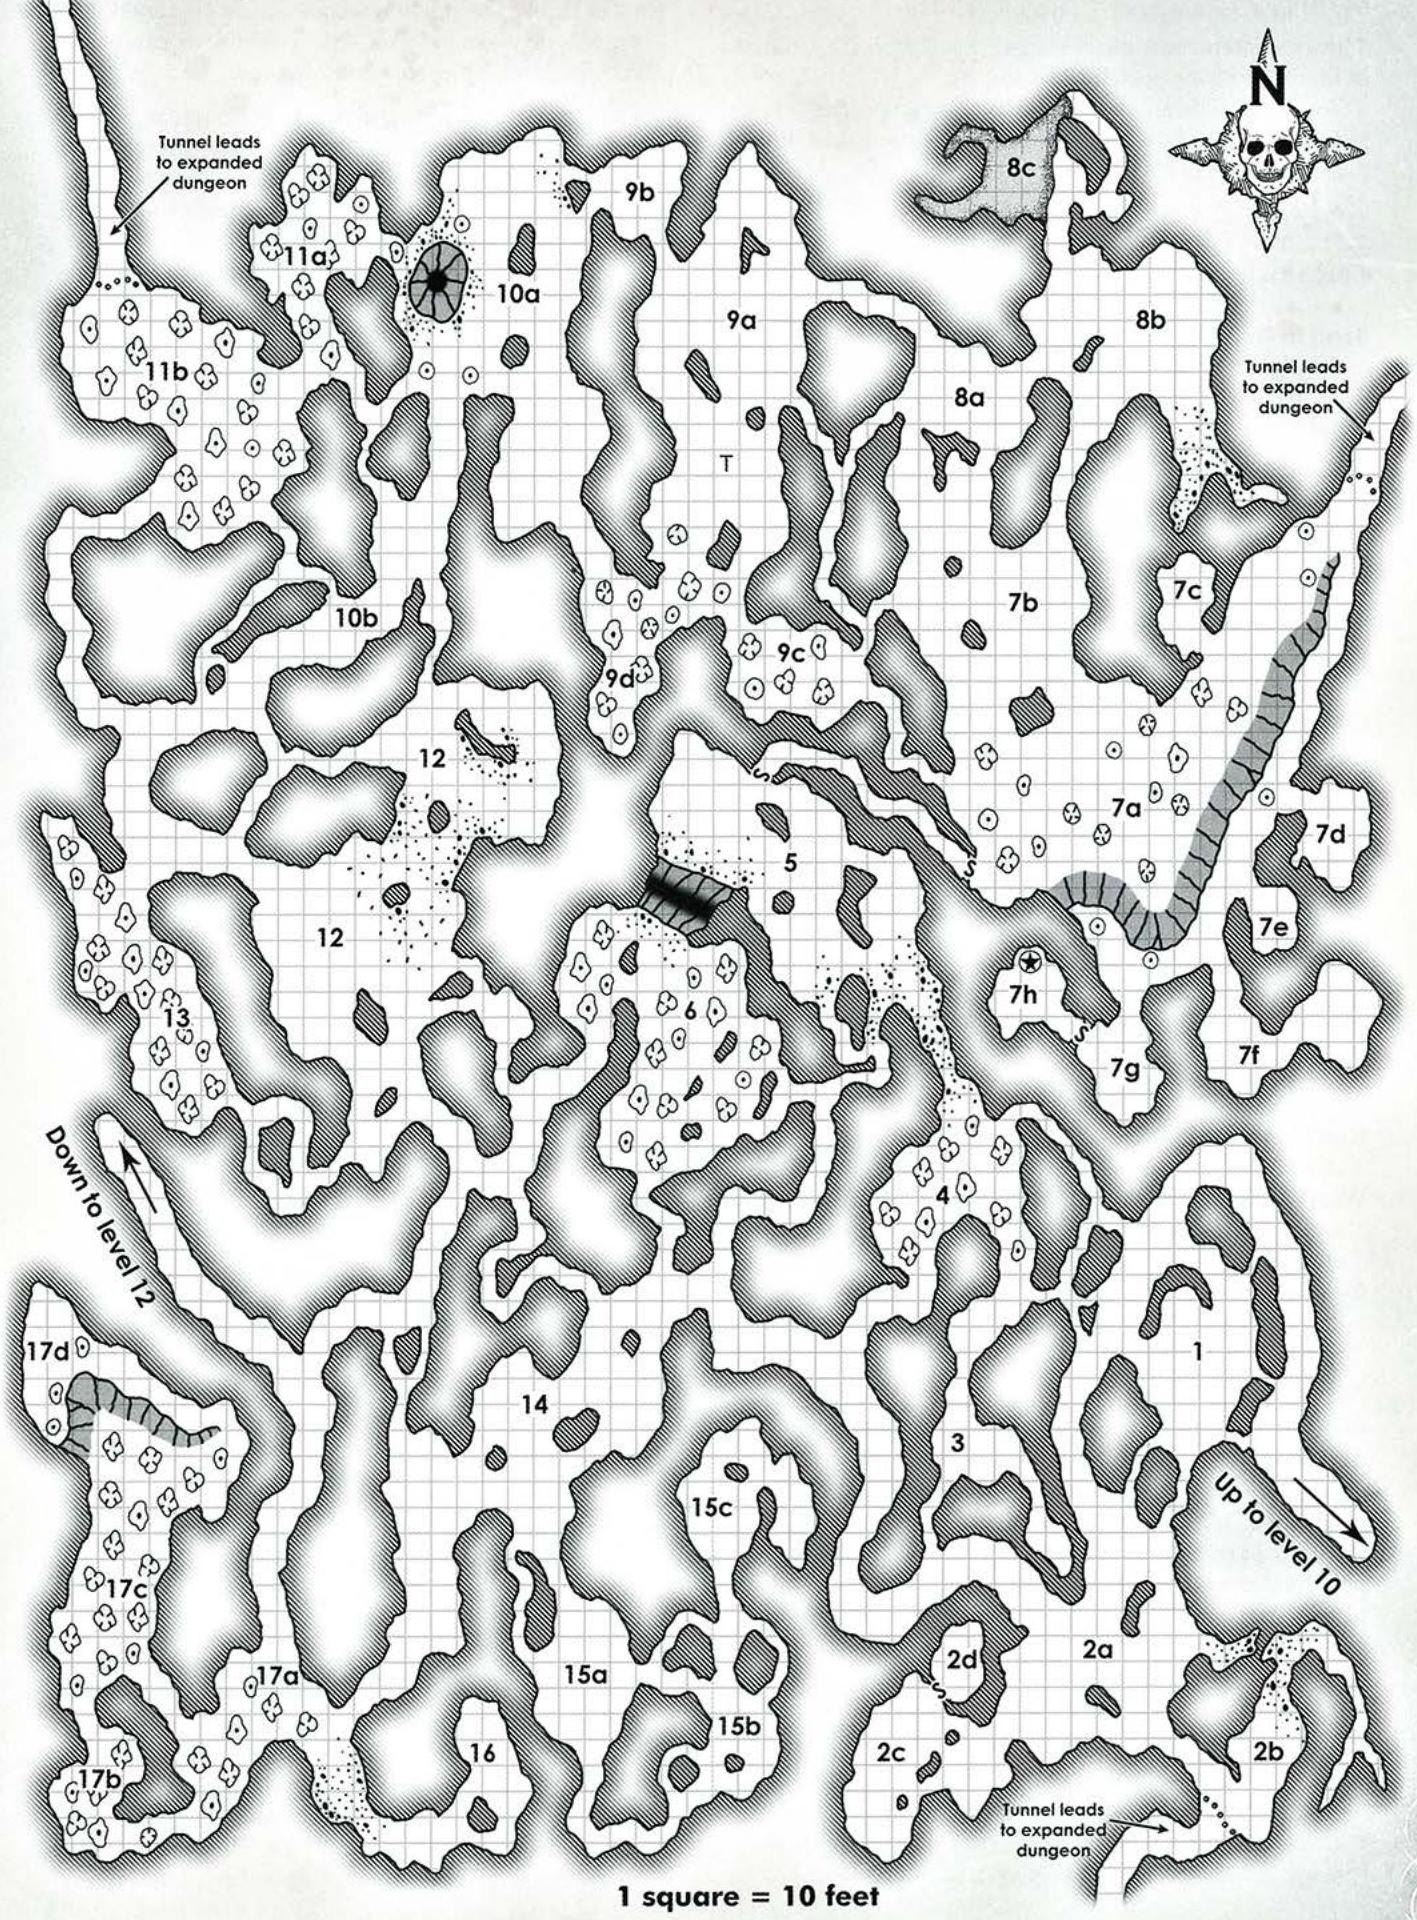 N
Tunnel leads
to expanded
dungeon
8c
9b
11a
10a
9a
8b
11b
Tunnel leads
to expanded
dungeon
8a
T
7c
7b
10b
9c
9d
12
7a
7d
5
S
S
7e
12
7h
6
13
S
7f
7g
Down to level 12
4
17d
1
14
3
15c
Up to level 10
17c
2a
2d
17a
15a
S
15b
16
2c
2b
17b
Tunnel leads
to expanded
dungeon
1 square = 10 feet